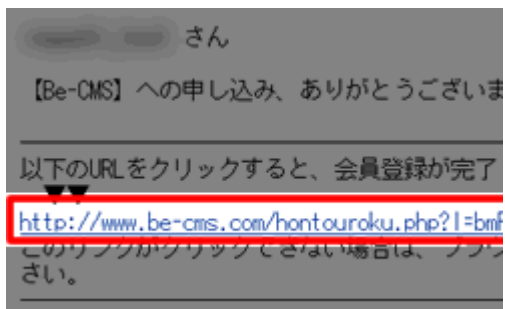 さん
【Be-CMS】への申し込み、ありがとうございま
以下のURLをクリックすると、会員登録が完了
▼▼
http://www.be-cms.com/hontouroku.php?l=bm
このリンクがクリックできない場合は、ブラウ
さい。